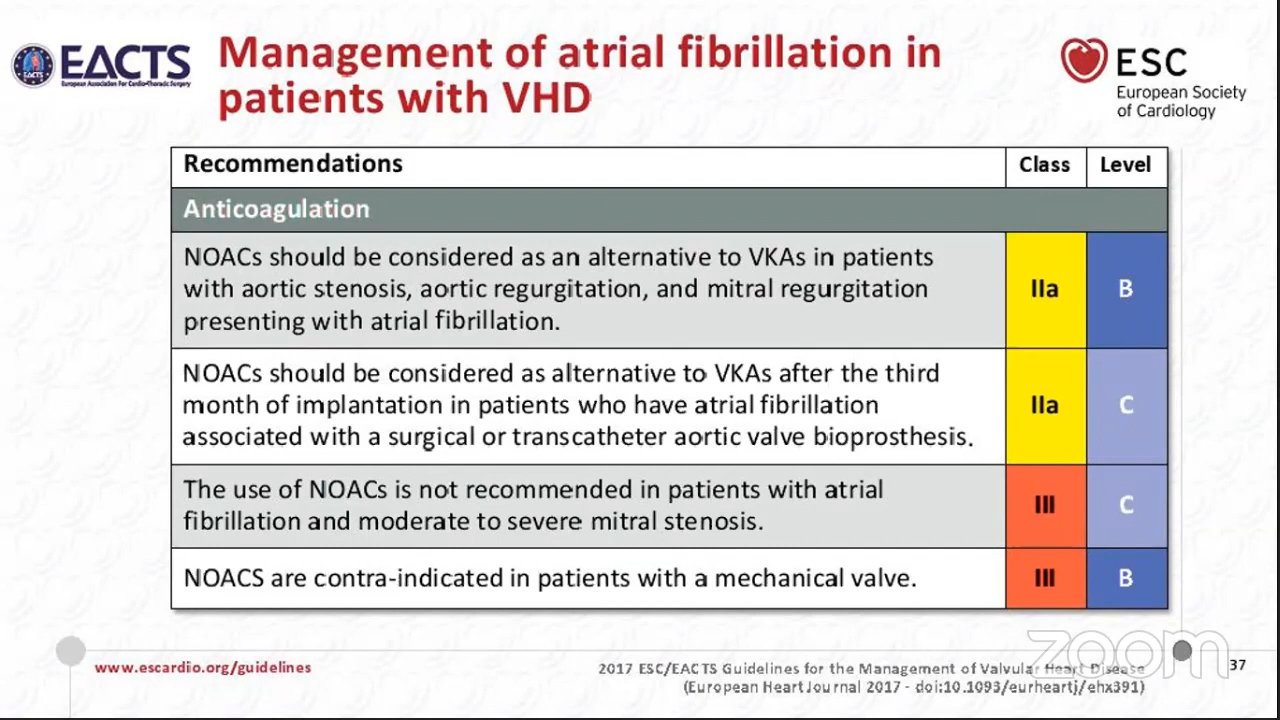 EACTS
European Association For Cardio-Thoracic Surgery
Management of atrial fibrillation in
patients with VHD
ESC
European Society
of Cardiology
Recommendations Class Level
Anticoagulation
NOACs should be considered as an alternative to VKAs in patients
with aortic stenosis, aortic regurgitation, and mitral regurgitation
presenting with atrial fibrillation.
IIa B
NOACs should be considered as alternative to VKAs after the third
month of implantation in patients who have atrial fibrillation
associated with a surgical or transcatheter aortic valve bioprosthesis.
IIa C
The use of NOACs is not recommended in patients with atrial
fibrillation and moderate to severe mitral stenosis.
III C
NOACS are contra-indicated in patients with a mechanical valve.
III B
zoom
www.escardio.org/guidelines
2017 ESC/EACTS Guidelines for the Management of Valvular Heart Disease
(European Heart Journal 2017 - doi:10.1093/eurheartj/ehx391)
37